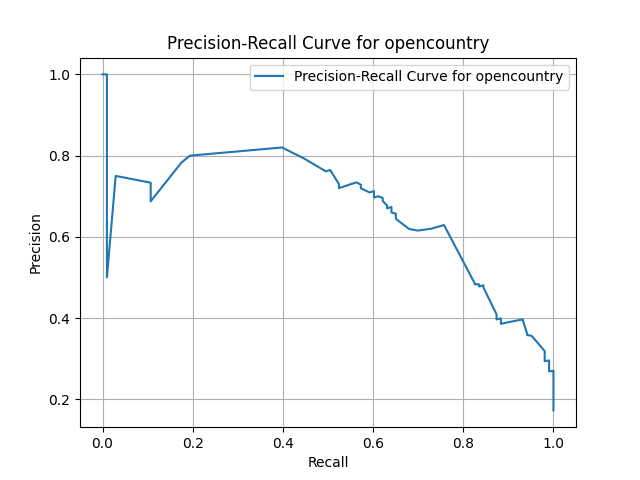 Precision-Recall Curve for opencountry
Precision-Recall Curve for opencountry
1.0
0.8
0.6
0.4
0.2
Precision
0.0 0.2 0.4 0.6 0.8 1.0
Recall